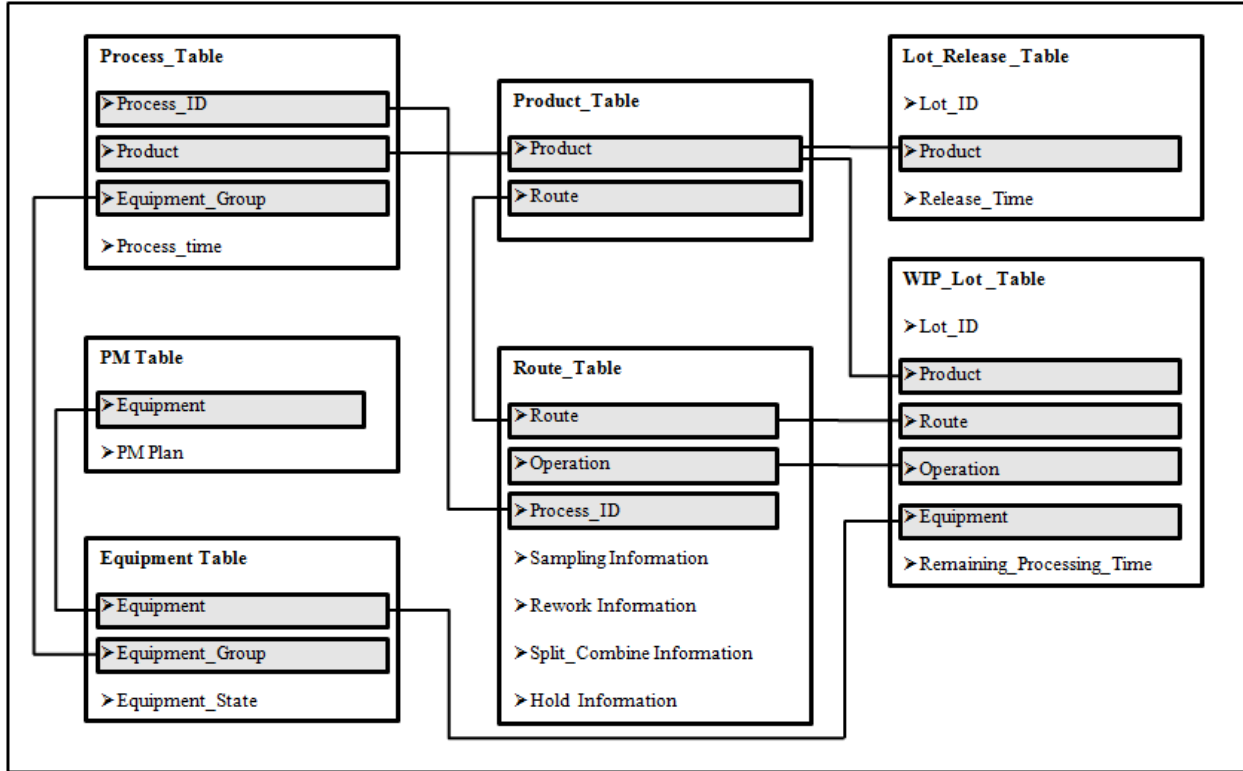 Process_Table
➢Process_ID
➢Product
➢Equipment_Group
➢Process_time
PM Table
➢Equipment
➢PM Plan
Equipment Table
➢Equipment
➢Equipment_Group
➢Equipment_State
Product_Table
➢Product
➢Route
Route_Table
➢Route
➢Operation
➢Process_ID
➢Sampling Information
➢Rework Information
➢Split_Combine Information
➢Hold Information
Lot_Release_Table
➢Lot_ID
➢Product
➢Release_Time
WIP_Lot_Table
➢Lot_ID
➢Product
➢Route
➢Operation
➢Equipment
➢Remaining_Processing_Time